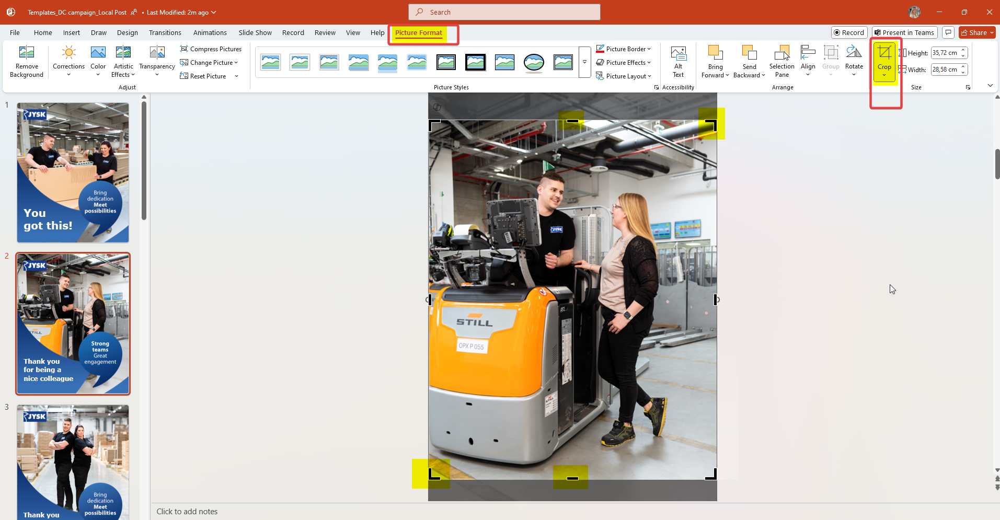 Templates_DC campaign_Local Post • Last Modified: 2m ago
Search
File Home Insert Draw Design Transitions Animations Slide Show Record Review View Help Picture Format
Record Present in Teams Share
Remove Background
Corrections
Color
Artistic Effects
Transparency
Compress Pictures
Change Picture
Reset Picture
Adjust
Picture Styles
Picture Border
Picture Effects
Picture Layout
Alt Text
Accessibility
Bring Forward
Send Backward
Selection Pane
Align
Group
Rotate
Arrange
Crop
Height: 35,72 cm
Width: 28,58 cm
Size
1
JYSK
Bring
dedication
Meet
possibilities
You
got this!
2
JYSK
STILL
Strong
teams
Great
engagement
Thank you
for being a
nice colleague
3
JYSK
Bring
dedication
Meet
possibilities
Thank you
JYSK
STILL
OPX P 055
STILL
Click to add notes